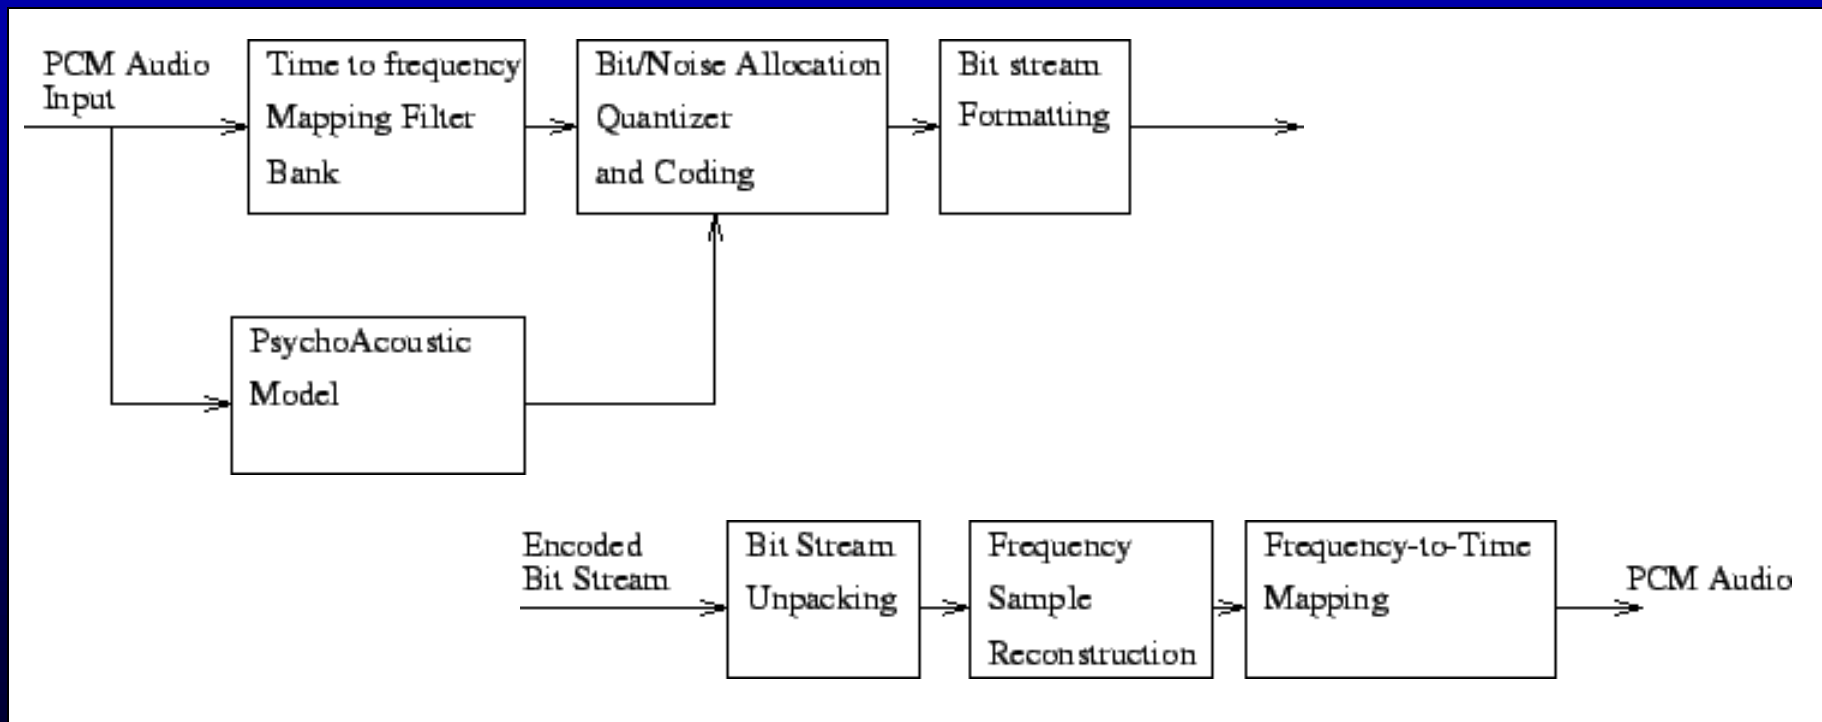 PCM Audio
Input
Time to frequency
Mapping Filter
Bank
Bit/Noise Allocation
Quantizer
and Coding
Bit stream
Formatting
PsychoAcoustic
Model
Encoded
Bit Stream
Bit Stream
Unpacking
Frequency
Sample
Reconstruction
Frequency-to-Time
Mapping
PCM Audio